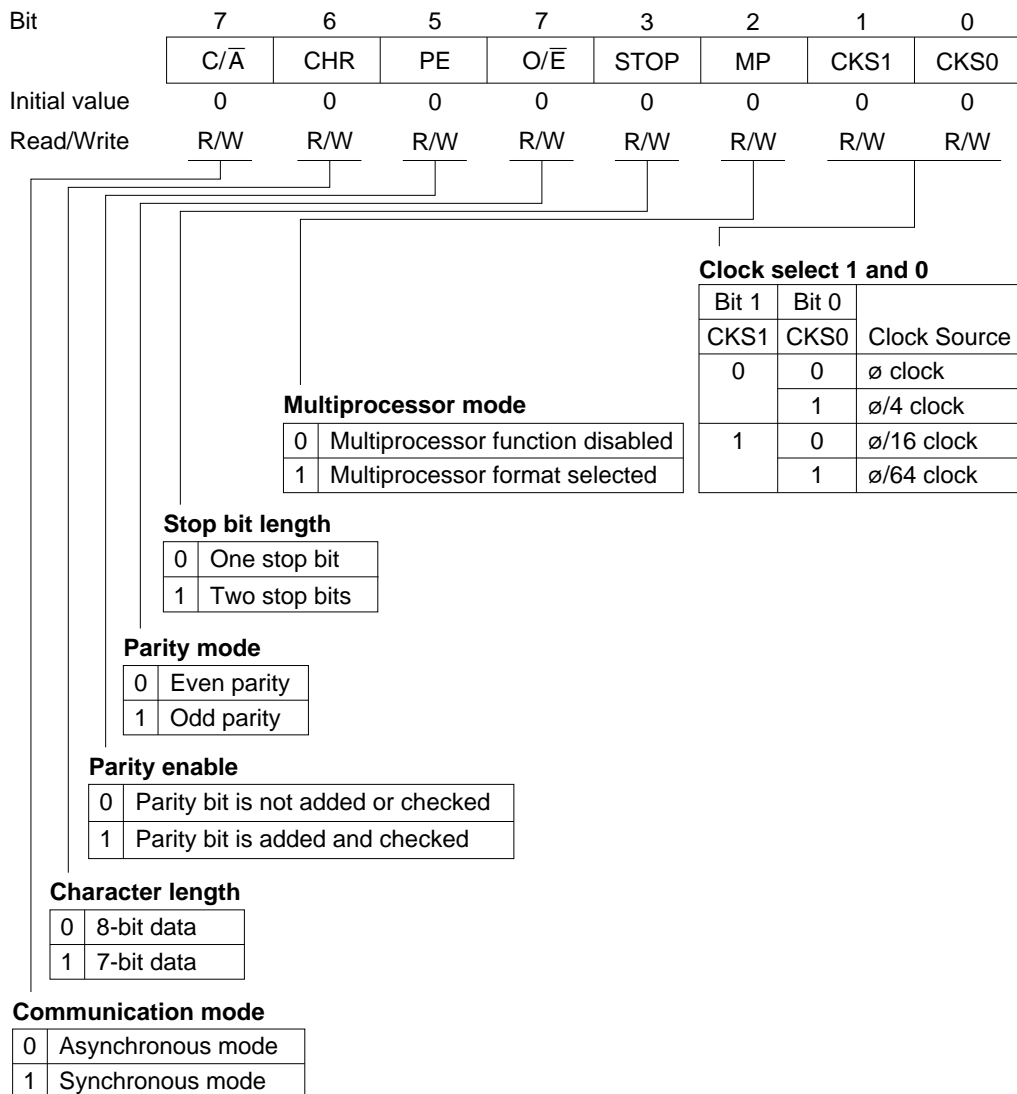 Bit 7 6 5 7 3 2 1 0
C/A̅ CHR PE O/E̅ STOP MP CKS1 CKS0
Initial value 0 0 0 0 0 0 0 0
Read/Write R/W R/W R/W R/W R/W R/W R/W R/W
Clock select 1 and 0
Bit 1 Bit 0
CKS1 CKS0 Clock Source
0 0 ø clock
1 ø/4 clock
1 0 ø/16 clock
1 ø/64 clock
Multiprocessor mode
0 Multiprocessor function disabled
1 Multiprocessor format selected
Stop bit length
0 One stop bit
1 Two stop bits
Parity mode
0 Even parity
1 Odd parity
Parity enable
0 Parity bit is not added or checked
1 Parity bit is added and checked
Character length
0 8-bit data
1 7-bit data
Communication mode
0 Asynchronous mode
1 Synchronous mode